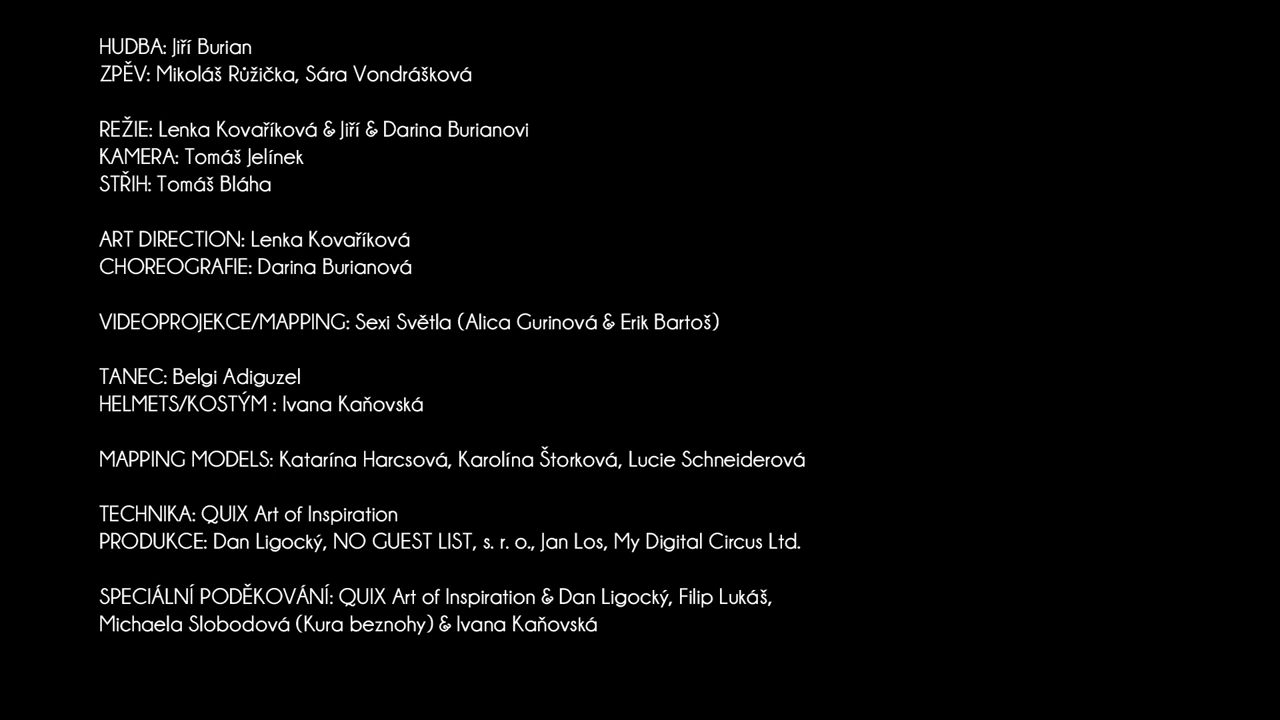 HUDBA: Jiří Burian
ZPĚV: Mikoláš Růžička, Sára Vondrášková
REŽIE: Lenka Kovaříková & Jiří & Darina Burianovi
KAMERA: Tomáš Jelínek
STŘIH: Tomáš Bláha
ART DIRECTION: Lenka Kovaříková
CHOREOGRAFIE: Darina Burianová
VIDEOPROJEKCE/MAPPING: Sexi Světla (Alica Gurinová & Erik Bartoš)
TANEC: Belgi Adiguzel
HELMETS/KOSTÝM : Ivana Kaňovská
MAPPING MODELS: Katarína Harcsová, Karolína Štorková, Lucie Schneiderová
TECHNIKA: QUIX Art of Inspiration
PRODUKCE: Dan Ligocký, NO GUEST LIST, s. r. o., Jan Los, My Digital Circus Ltd.
SPECIÁLNÍ PODĚKOVÁNÍ: QUIX Art of Inspiration & Dan Ligocký, Filip Lukáš,
Michaela Slobodová (Kura beznohy) & Ivana Kaňovská